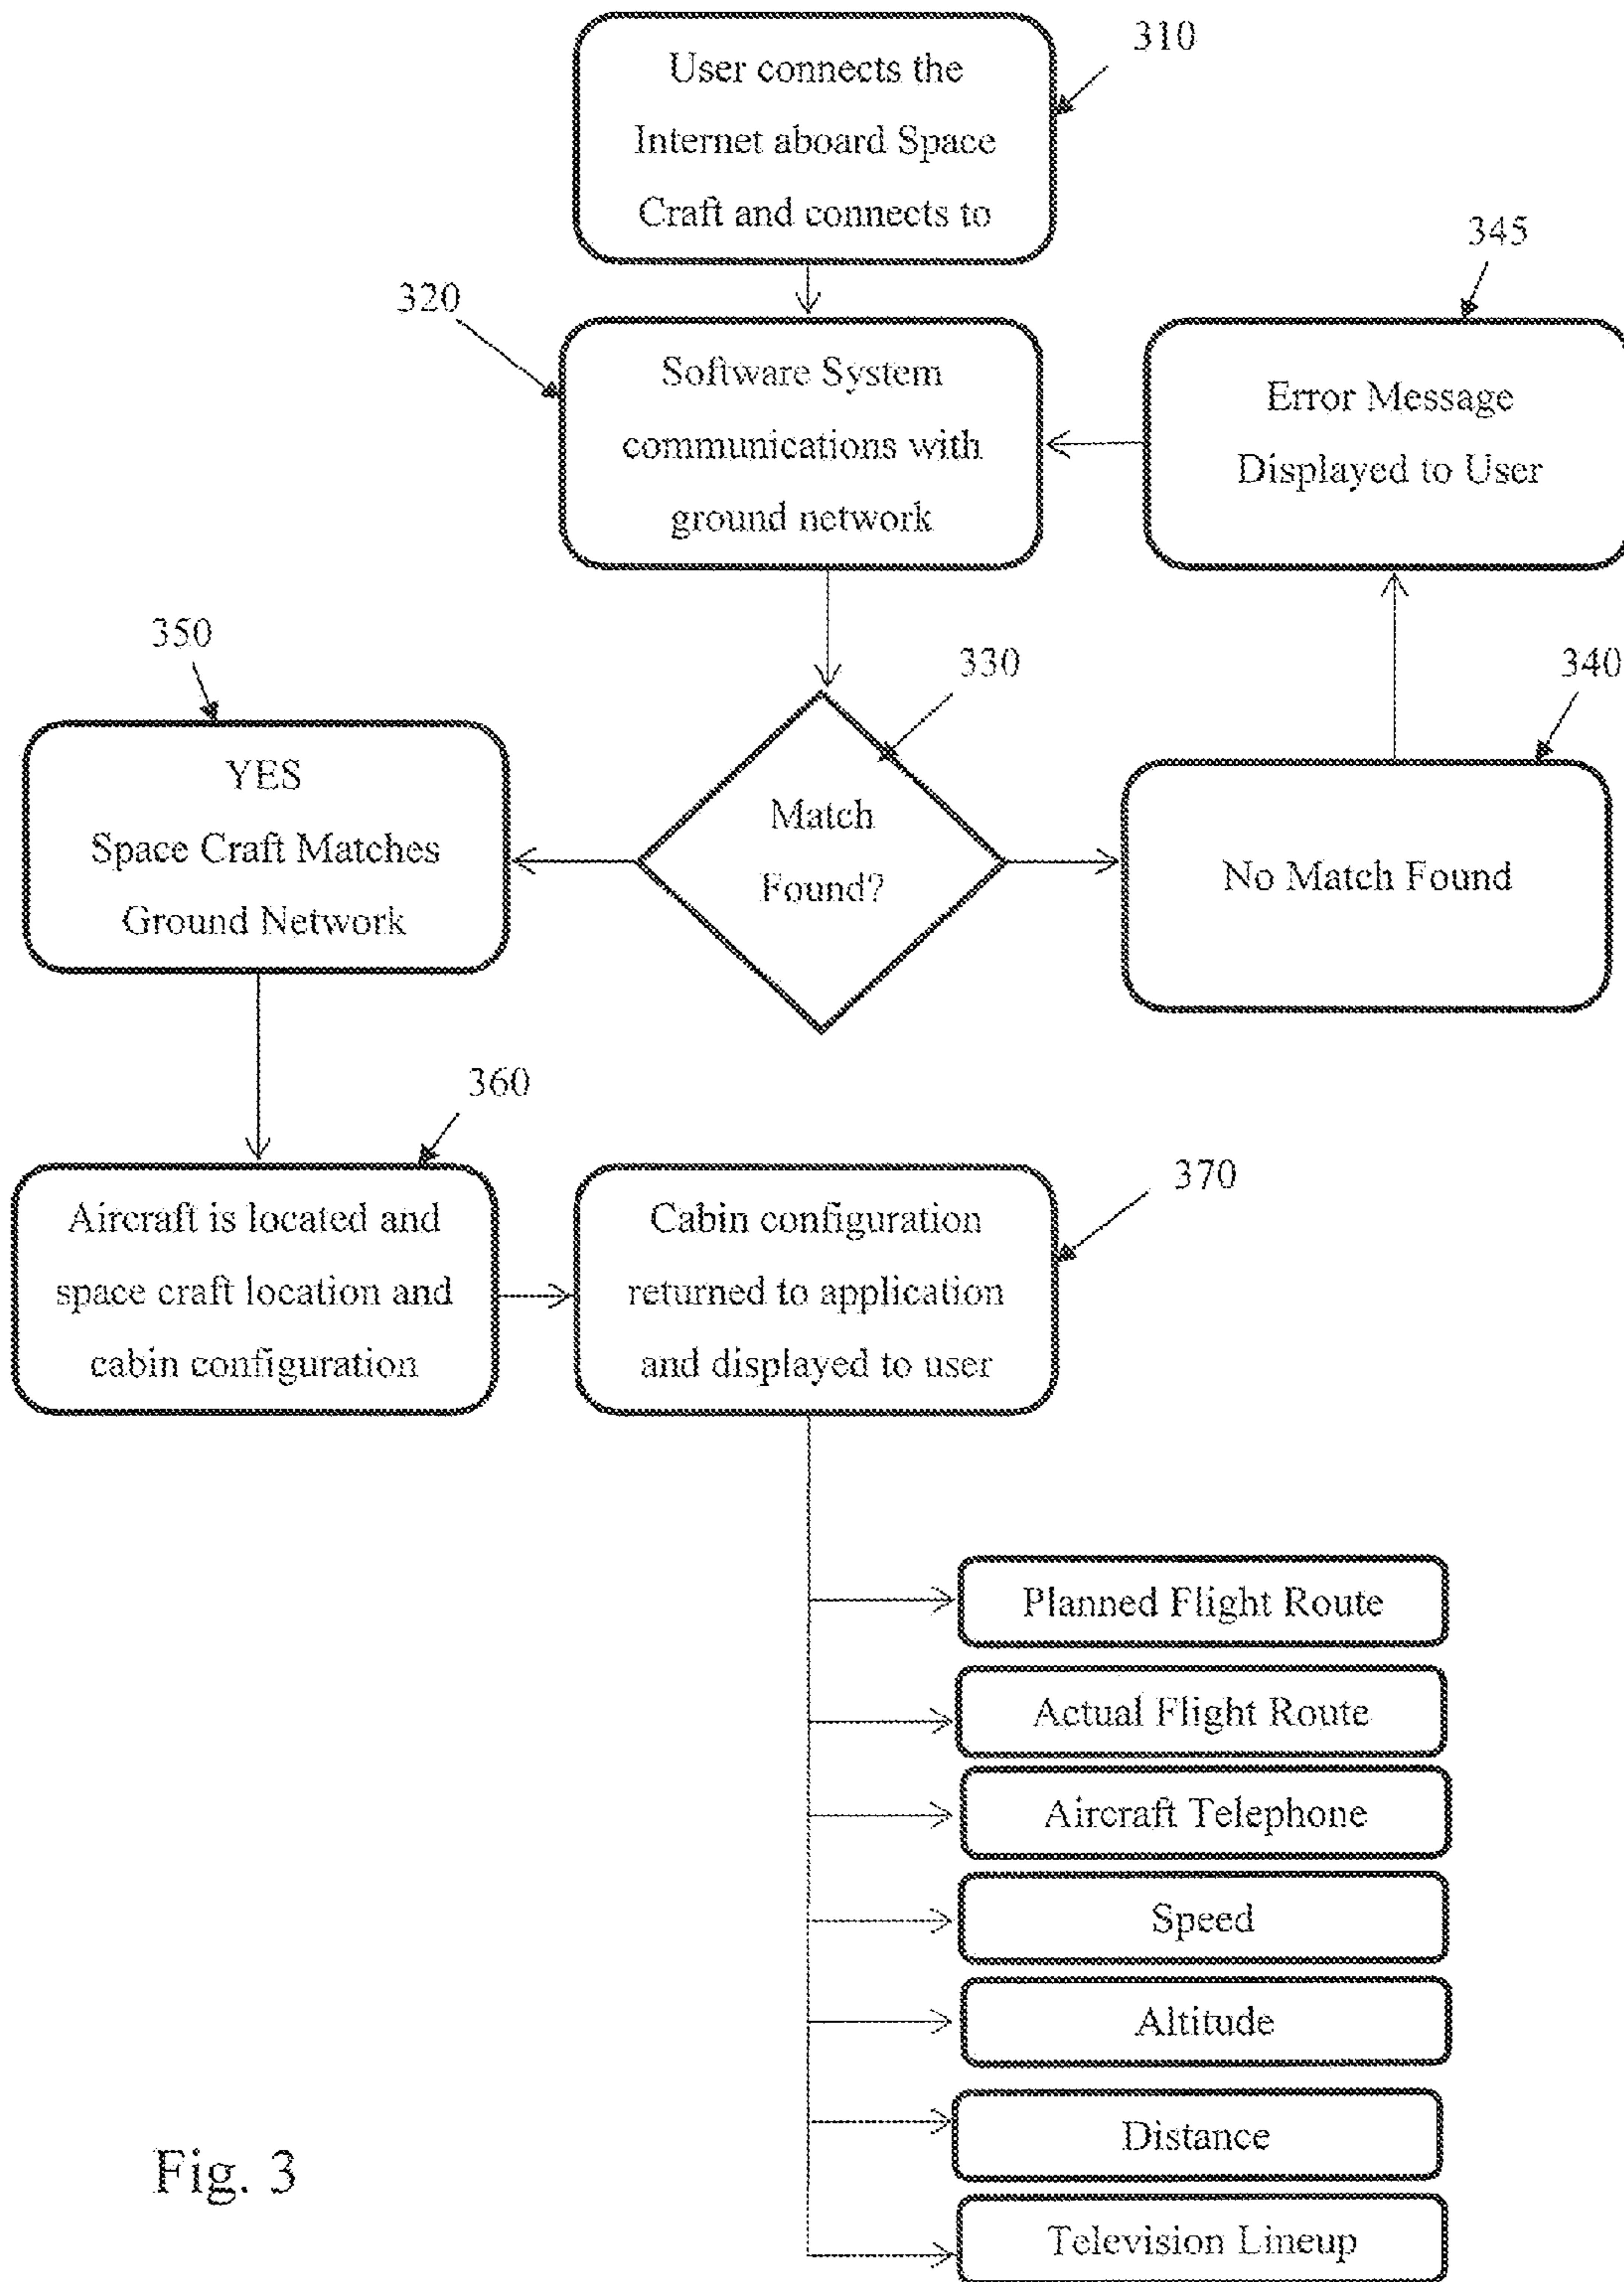 310
User connects the
Internet aboard Space
Craft and connects to
345
320
Software System
communications with
ground network
Error Message
Displayed to User
350
330
340
YES
Space Craft Matches
Ground Network
Match
Found?
No Match Found
360
370
Aircraft is located and
space craft location and
cabin configuration
Cabin configuration
returned to application
and displayed to user
Planned Flight Route
Actual Flight Route
Aircraft Telephone
Speed
Altitude
Distance
Television Lineup
Fig. 3